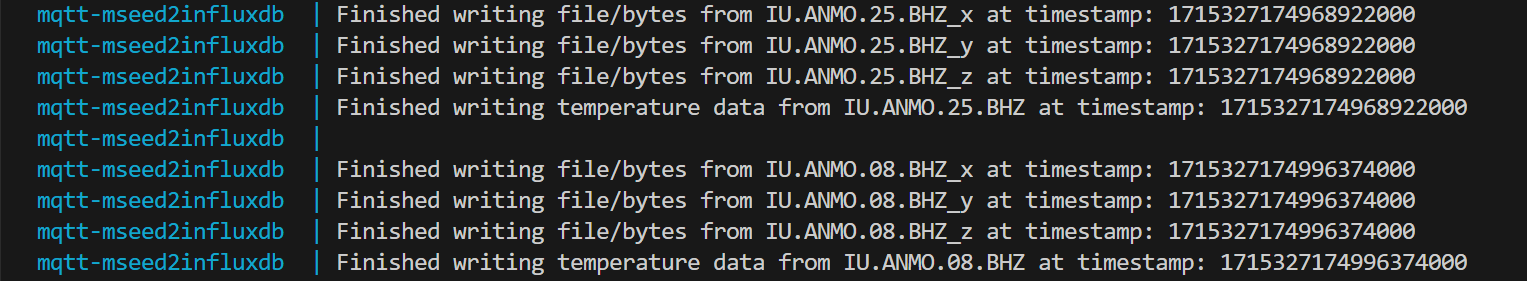 mqtt-mseed2influxdb | Finished writing file/bytes from IU.ANMO.25.BHZ_x at timestamp: 1715327174968922000
mqtt-mseed2influxdb | Finished writing file/bytes from IU.ANMO.25.BHZ_y at timestamp: 1715327174968922000
mqtt-mseed2influxdb | Finished writing file/bytes from IU.ANMO.25.BHZ_z at timestamp: 1715327174968922000
mqtt-mseed2influxdb | Finished writing temperature data from IU.ANMO.25.BHZ at timestamp: 1715327174968922000
mqtt-mseed2influxdb |
mqtt-mseed2influxdb | Finished writing file/bytes from IU.ANMO.08.BHZ_x at timestamp: 1715327174996374000
mqtt-mseed2influxdb | Finished writing file/bytes from IU.ANMO.08.BHZ_y at timestamp: 1715327174996374000
mqtt-mseed2influxdb | Finished writing file/bytes from IU.ANMO.08.BHZ_z at timestamp: 1715327174996374000
mqtt-mseed2influxdb | Finished writing temperature data from IU.ANMO.08.BHZ at timestamp: 1715327174996374000